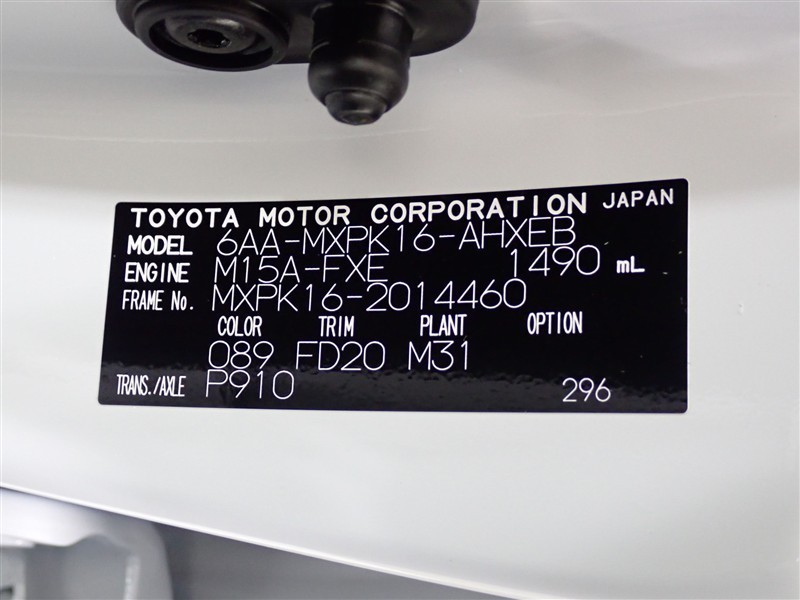 TOYOTA MOTOR CORPORATION JAPAN
MODEL 6AA-MXPK16-AHXEB
ENGINE M15A-FXE 1490 mL
FRAME No. MXPK16-2014460
COLOR TRIM PLANT OPTION
089 FD20 M31
TRANS./AXLE P910 296